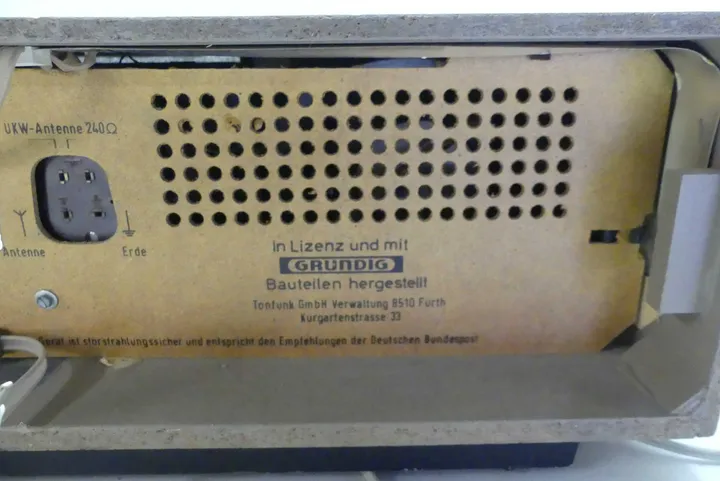 UKW-Antenne 240Ω
Antenne
Erde
In Lizenz und mit
GRUNDIG
Bauteilen hergestellt
Tonfunk GmbH Verwaltung 8510 Fürth
Kurgartenstrasse 33
Gerät ist störstrahlungssicher und entspricht den Empfehlungen der Deutschen Bundespost